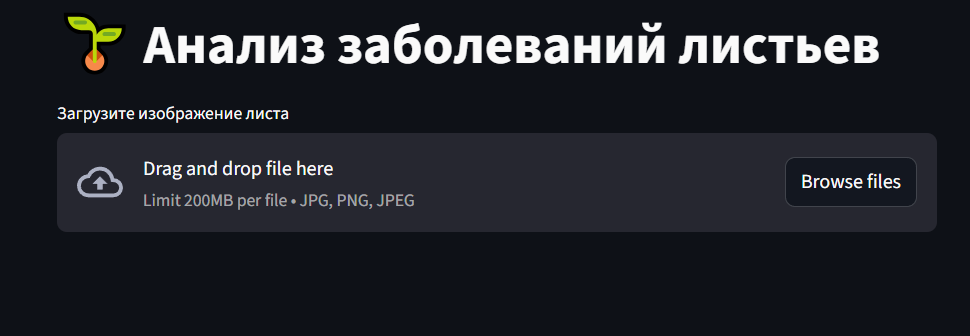 Анализ заболеваний листьев
Загрузите изображение листа
Drag and drop file here
Limit 200MB per file • JPG, PNG, JPEG
Browse files